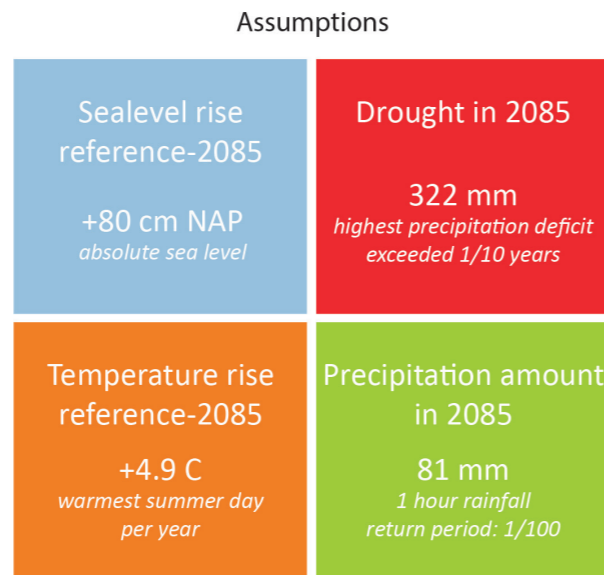 Assumptions
Sealevel rise
reference-2085
+80 cm NAP
absolute sea level
Drought in 2085
322 mm
highest precipitation deficit
exceeded 1/10 years
Temperature rise
reference-2085
+4.9 C
warmest summer day
per year
Precipitation amount
in 2085
81 mm
1 hour rainfall
return period: 1/100